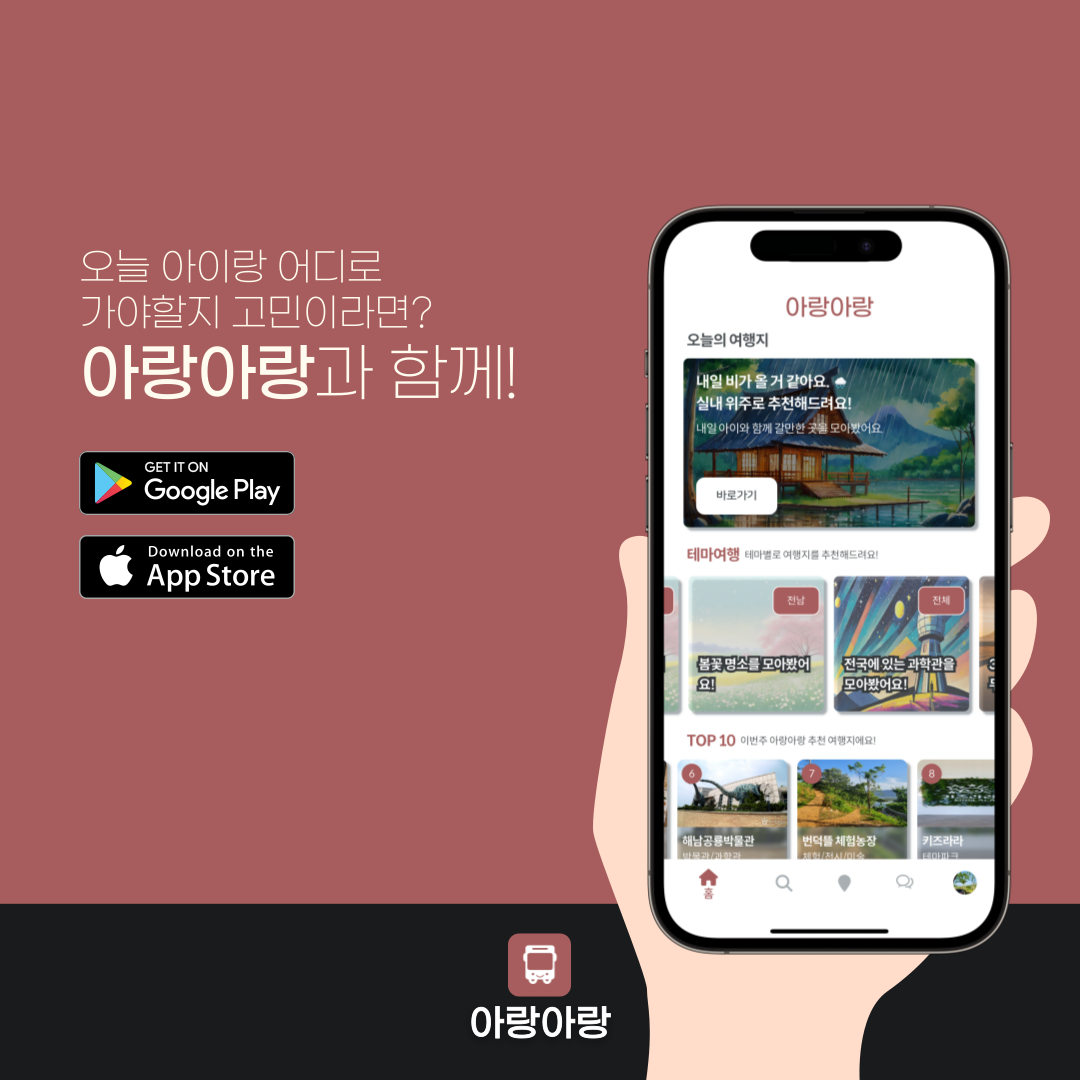 오늘 아이랑 어디로
가야할지 고민이라면?
아랑아랑과 함께!
GET IT ON
Google Play
Download on the
App Store
아랑아랑
오늘의 여행지
내일 비가 올 거 같아요.
실내 위주로 추천해드려요!
내일 아이와 함께 갈만한 곳을 모아봤어요.
바로가기
테마여행 테마별로 여행지를 추천해드려요!
전남
봄꽃 명소를 모아봤어
요!
전체
전국에 있는 과학관을
모아봤어요!
TOP 10 이번주 아랑아랑 추천 여행지에요!
6
해남공룡박물관
박물관/과학관
7
번덕뜰 체험농장
체험/전시/미술
8
키즈라라
테마파크
홈
아랑아랑